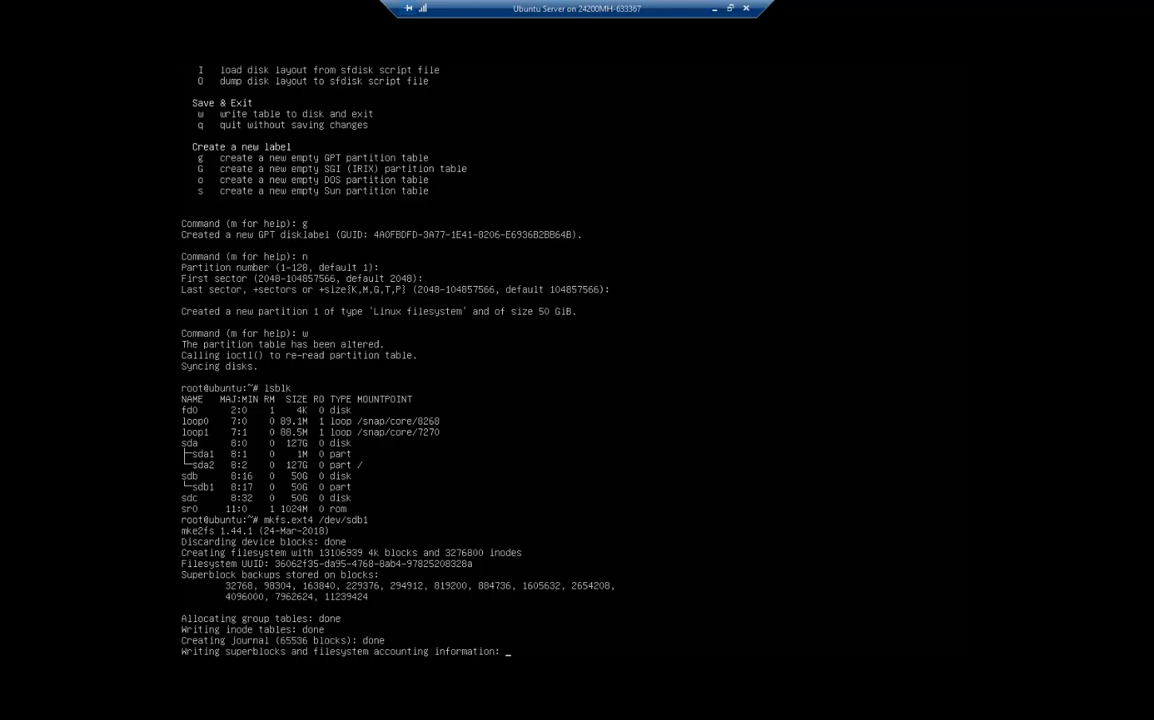 Ubuntu Server on 24200MH-633367
I load disk layout from sfdisk script file
O dump disk layout to sfdisk script file
Save & Exit
w write table to disk and exit
q quit without saving changes
Create a new label
g create a new empty GPT partition table
G create a new empty SGI (IRIX) partition table
o create a new empty DOS partition table
s create a new empty Sun partition table
Command (m for help): g
Created a new GPT disklabel (GUID: 4A0FBDFD-3A77-1E41-8206-E6936B2BB64B).
Command (m for help): n
Partition number (1-128, default 1):
First sector (2048-104857566, default 2048):
Last sector, +sectors or +size{K,M,G,T,P} (2048-104857566, default 104857566):
Created a new partition 1 of type 'Linux filesystem' and of size 50 GiB.
Command (m for help): w
The partition table has been altered.
Calling ioctl() to re-read partition table.
Syncing disks.
root@ubuntu:~# lsblk
NAME MAJ:MIN RM SIZE RO TYPE MOUNTPOINT
fd0 2:0 1 4K 0 disk
loop0 7:0 0 89.1M 1 loop /snap/core/8268
loop1 7:1 0 88.5M 1 loop /snap/core/7270
sda 8:0 0 127G 0 disk
├─sda1 8:1 0 1M 0 part
└─sda2 8:2 0 127G 0 part /
sdb 8:16 0 50G 0 disk
└─sdb1 8:17 0 50G 0 part
sdc 8:32 0 50G 0 disk
sr0 11:0 1 1024M 0 rom
root@ubuntu:~# mkfs.ext4 /dev/sdb1
mke2fs 1.44.1 (24-Mar-2018)
Discarding device blocks: done
Creating filesystem with 13106939 4k blocks and 3276800 inodes
Filesystem UUID: 36062f35-da95-4768-8ab4-97825208328a
Superblock backups stored on blocks:
32768, 98304, 163840, 229376, 294912, 819200, 884736, 1605632, 2654208,
4096000, 7962624, 11239424
Allocating group tables: done
Writing inode tables: done
Creating journal (65536 blocks): done
Writing superblocks and filesystem accounting information: _